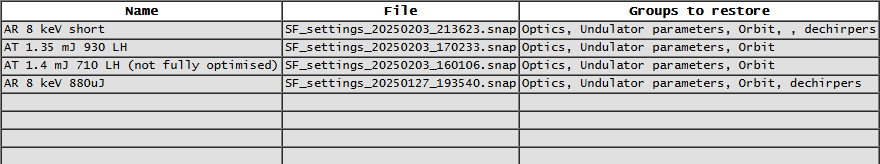 Name File Groups to restore
AR 8 keV short SF_settings_20250203_213623.snap Optics, Undulator parameters, Orbit, , dechirpers
AT 1.35 mJ 930 LH SF_settings_20250203_170233.snap Optics, Undulator parameters, Orbit
AT 1.4 mJ 710 LH (not fully optimised) SF_settings_20250203_160106.snap Optics, Undulator parameters, Orbit
AR 8 keV 880uJ SF_settings_20250127_193540.snap Optics, Undulator parameters, Orbit, dechirpers